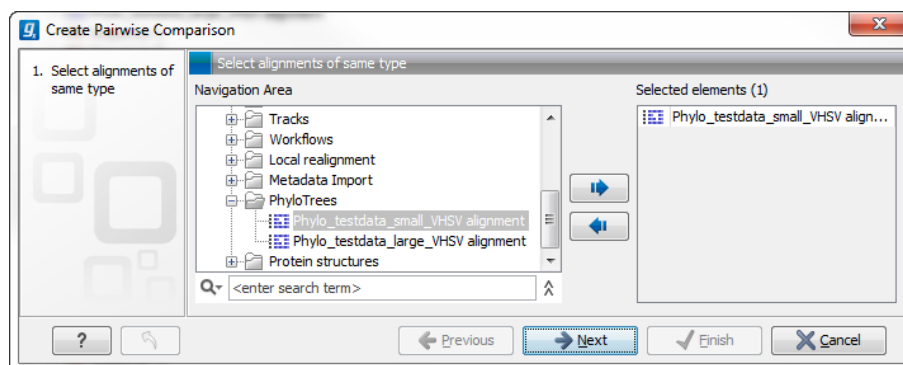 Create Pairwise Comparison
1. Select alignments of
same type
Select alignments of same type
Navigation Area
Tracks
Workflows
Local realignment
Metadata Import
PhyloTrees
Phylo_testdata_small_VHSV alignment
Phylo_testdata_large_VHSV alignment
Protein structures
<enter search term>
Selected elements (1)
Phylo_testdata_small_VHSV align...
?
Previous
Next
Finish
Cancel